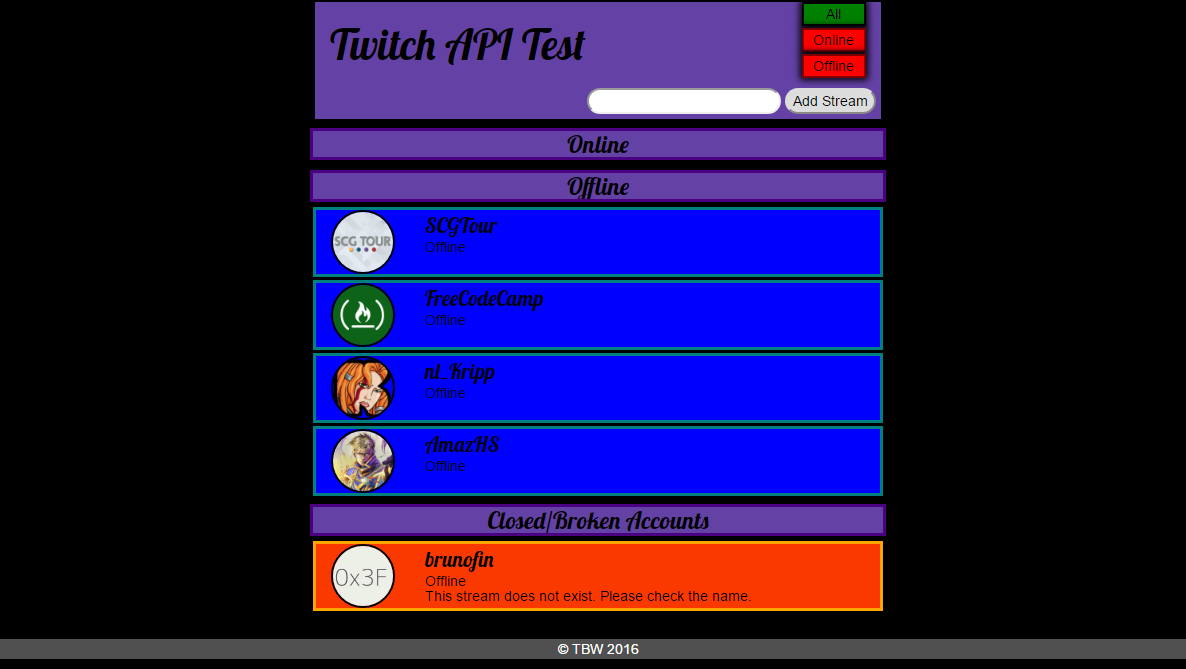 Twitch API Test
All
Online
Offline
Add Stream
Online
Offline
SCG TOUR
SCGTour
Offline
FreeCodeCamp
Offline
nl_Kripp
Offline
AmazHS
Offline
Closed/Broken Accounts
0x3F
brunofin
Offline
This stream does not exist. Please check the name.
© TBW 2016